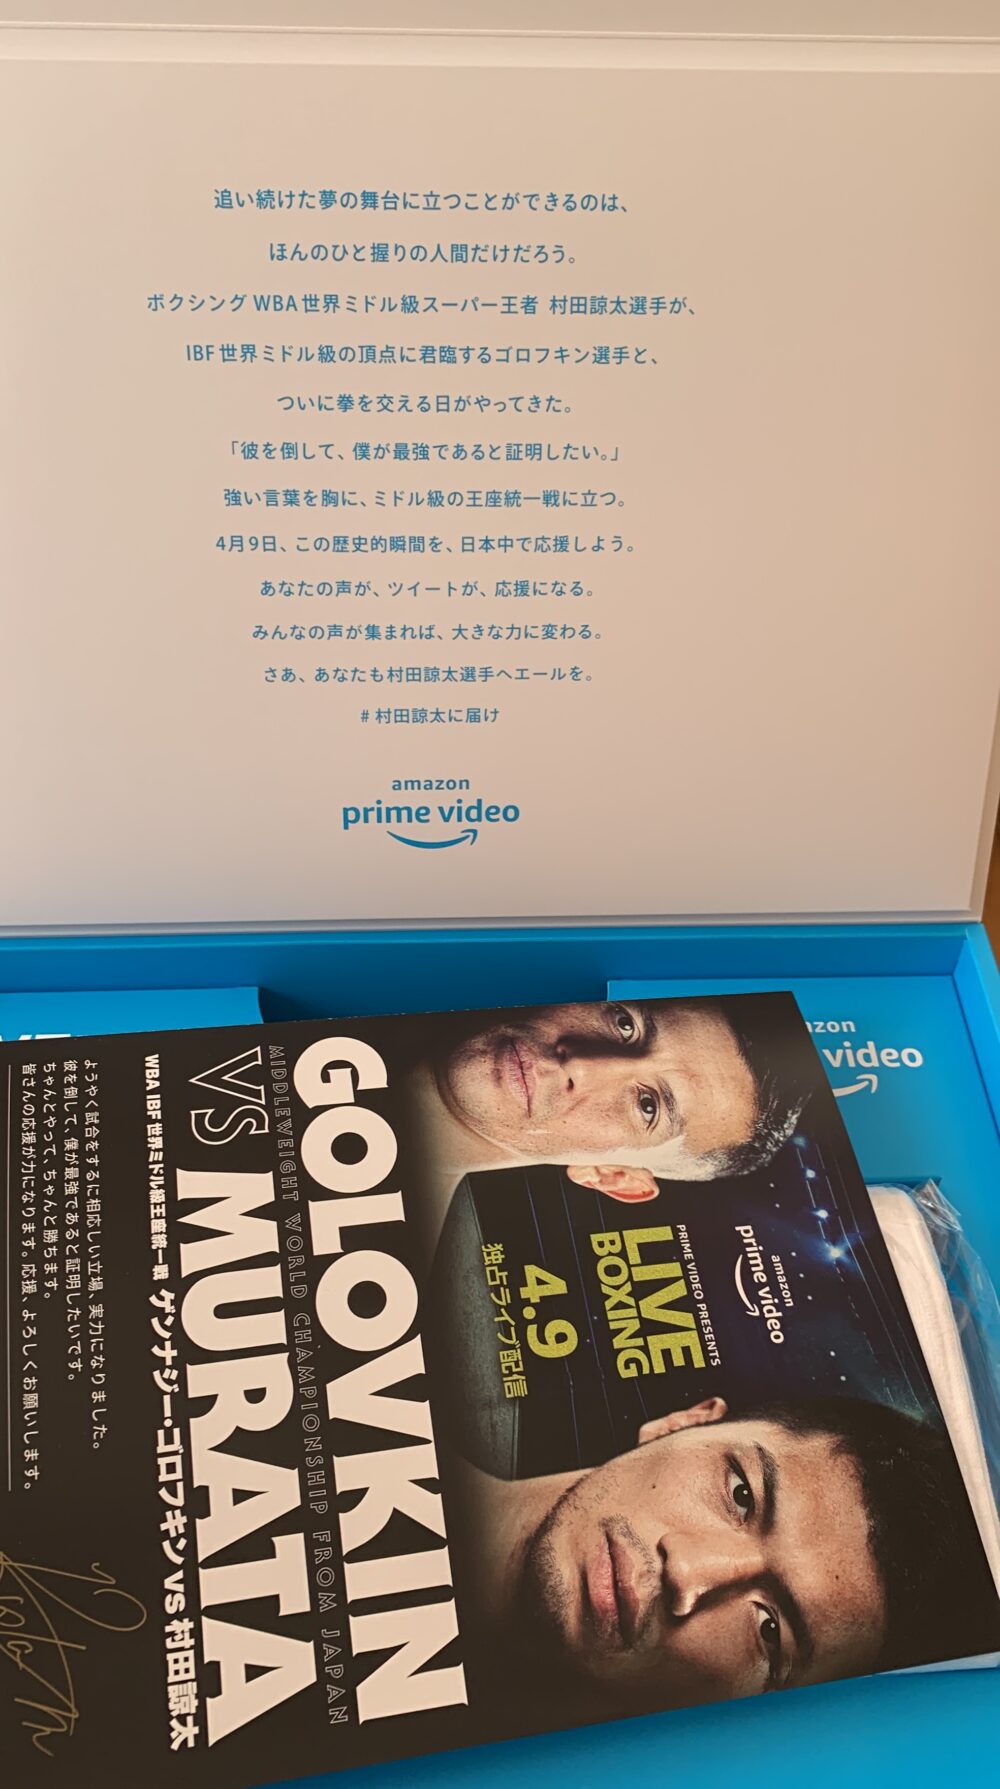 追い続けた夢の舞台に立つことができるのは、
ほんのひと握りの人間だけだろう。
ボクシング WBA世界ミドル級スーパー王者 村田諒太選手が、
IBF世界ミドル級の頂点に君臨するゴロフキン選手と、
ついに拳を交える日がやってきた。
「彼を倒して、僕が最強であると証明したい。」
強い言葉を胸に、ミドル級の王座統一戦に立つ。
4月9日、この歴史的瞬間を、日本中で応援しよう。
あなたの声が、ツイートが、応援になる。
みんなの声が集まれば、大きな力に変わる。
さあ、あなたも村田諒太選手へエールを。
#村田諒太に届け
amazon
prime video
video
amazon
prime video
PRIME VIDEO PRESENTS
LIVE
BOXING
4.9
独占ライブ配信
GOLOVKIN
MIDDLEWEIGHT WORLD CHAMPIONSHIP FROM JAPAN
VS MURATA
WBA IBF 世界ミドル級王座統一戦 ゲンナジー・ゴロフキン VS 村田諒太
ようやく試合をするに相応しい立場、実力になりました。
彼を倒して、僕が最強であると証明したいです。
ちゃんとやって、ちゃんと勝ちます。
皆さんの応援が力になります。応援、よろしくお願いします。